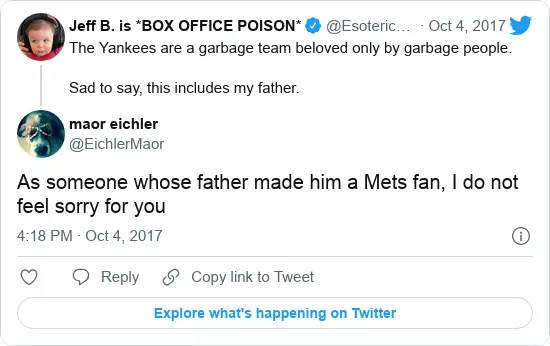 Jeff B. is *BOX OFFICE POISON* @Esoteric... · Oct 4, 2017
The Yankees are a garbage team beloved only by garbage people.
Sad to say, this includes my father.
maor eichler
@EichlerMaor
As someone whose father made him a Mets fan, I do not
feel sorry for you
4:18 PM · Oct 4, 2017
Reply
Copy link to Tweet
Explore what's happening on Twitter